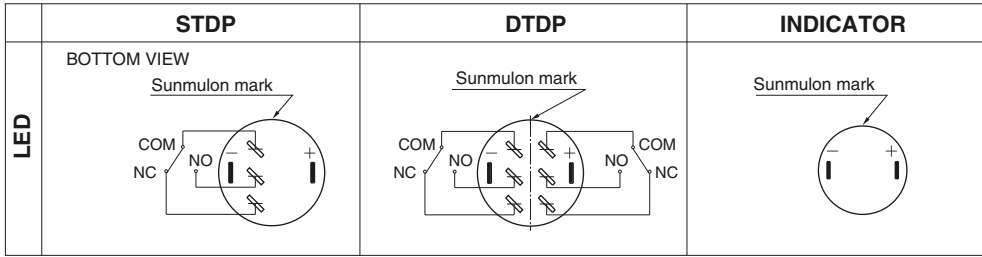 STDP
DTDP
INDICATOR
LED
BOTTOM VIEW
Sunmulon mark
COM
NO
NC
–
+
Sunmulon mark
COM
NO
NC
–
+
COM
NO
NC
Sunmulon mark
–
+